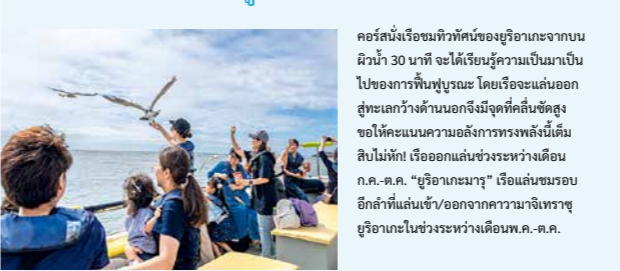 คอร์สนั่งเรือชมทิวทัศน์ของยูริอาเกะจากบน
ผิวน้ำ 30 นาที จะได้เรียนรู้ความเป็นมาเป็น
ไปของการฟื้นฟูบูรณะ โดยเรือจะแล่นออก
สู่ทะเลกว้างด้านนอกจึงมีจุดที่คลื่นซัดสูง
ขอให้คะแนนความอลังการทรงพลังนี้เต็ม
สิบไม่หัก! เรือออกแล่นช่วงระหว่างเดือน
ก.ค.-ต.ค. “ยูริอาเกะมารุ” เรือแล่นชมรอบ
อีกลำที่แล่นเข้า/ออกจากคาวามาจิเทราซุ
ยูริอาเกะในช่วงระหว่างเดือนพ.ค.-ต.ค.